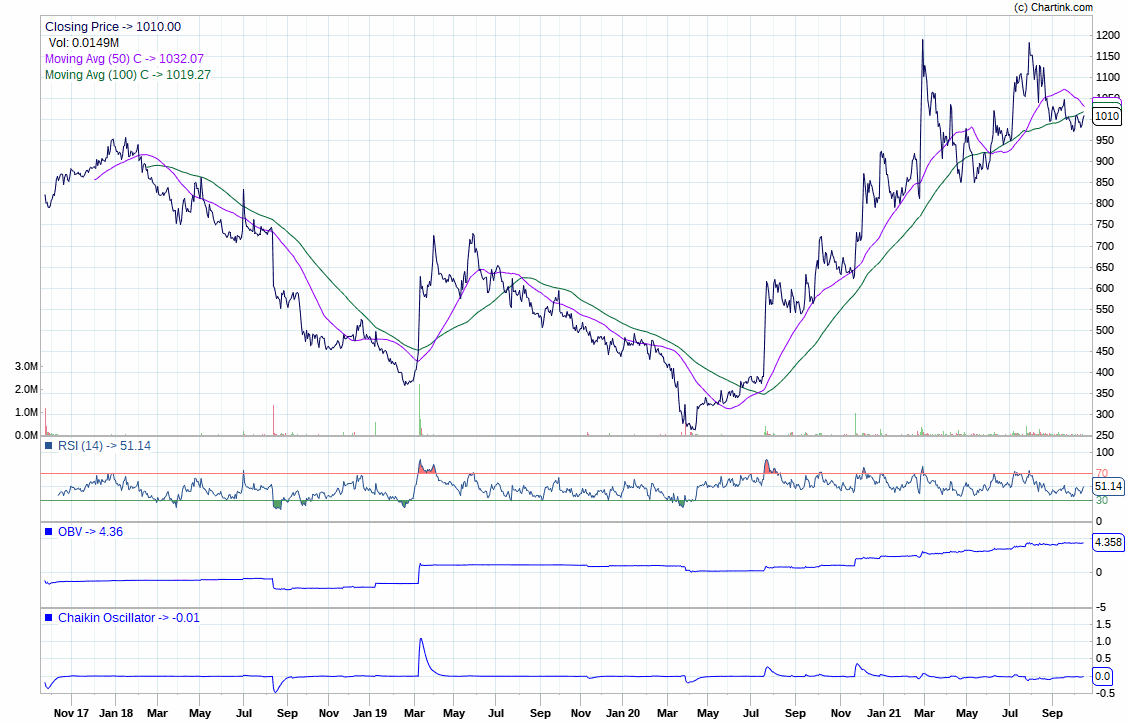 (c) Chartink.com
Closing Price -> 1010.00
Vol: 0.0149M
Moving Avg (50) C -> 1032.07
Moving Avg (100) C -> 1019.27
1200
1150
1100
1050
1010
950
900
850
800
750
700
650
600
550
500
450
400
350
300
250
3.0M
2.0M
1.0M
0.0M
RSI (14) -> 51.14
100
70
51.14
30
0
OBV -> 4.36
4.358
0
-5
Chaikin Oscillator -> -0.01
1.5
1.0
0.5
0.0
-0.5
Nov 17 Jan 18 Mar May Jul Sep Nov Jan 19 Mar May Jul Sep Nov Jan 20 Mar May Jul Sep Nov Jan 21 Mar May Jul Sep